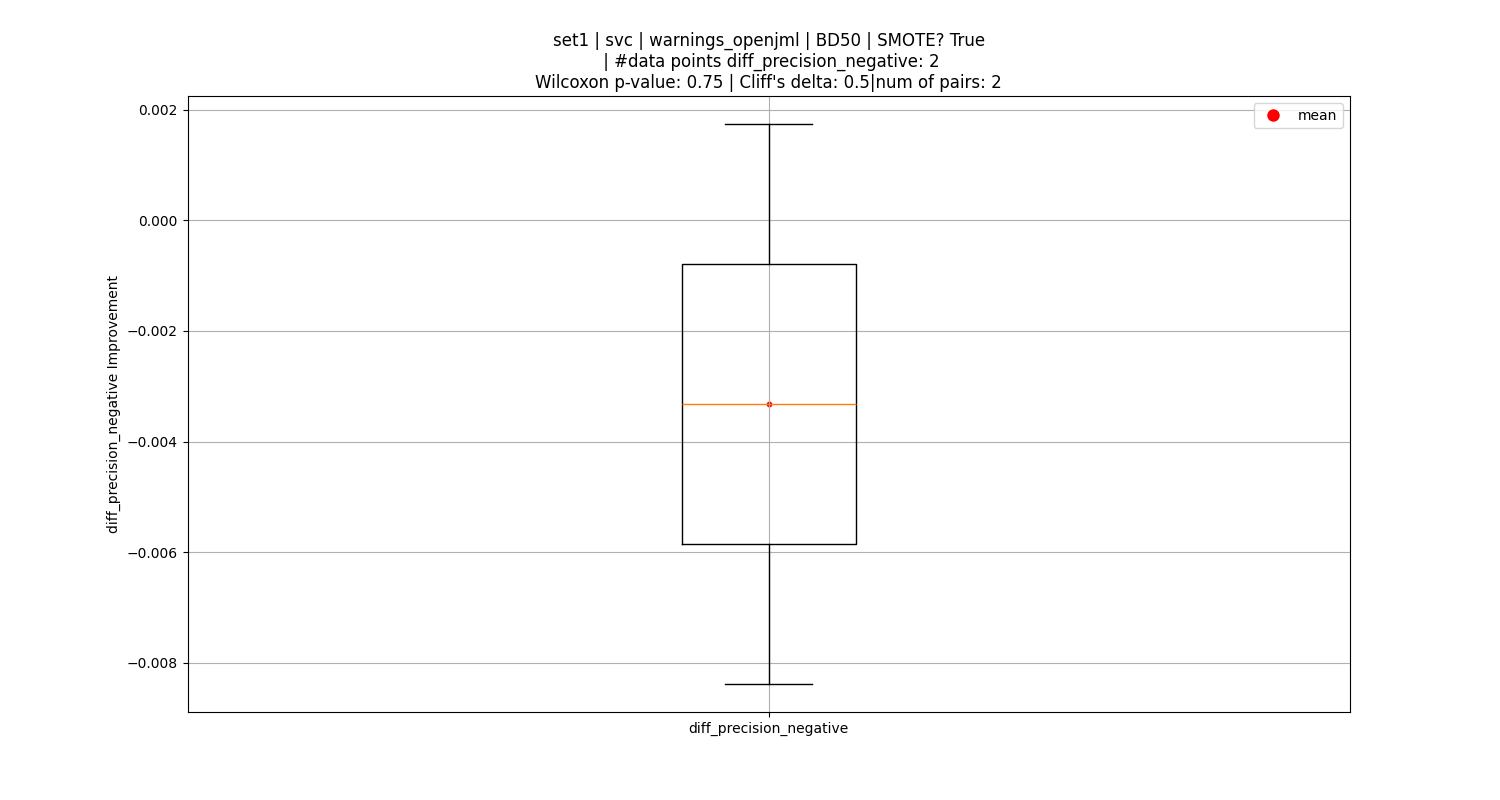 set1 | svc | warnings_openjml | BD50 | SMOTE? True
| #data points diff_precision_negative: 2
Wilcoxon p-value: 0.75 | Cliff's delta: 0.5|num of pairs: 2
mean
0.002
0.000
−0.002
−0.004
−0.006
−0.008
diff_precision_negative Improvement
diff_precision_negative